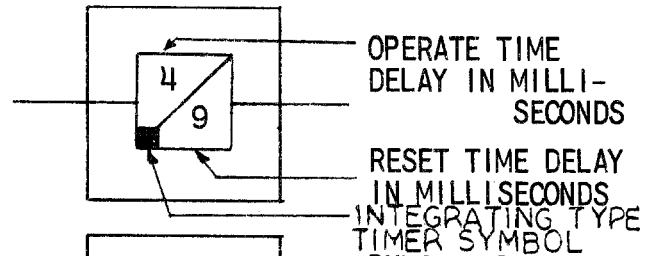 OPERATE TIME
DELAY IN MILLI-
SECONDS
4
9
RESET TIME DELAY
IN MILLISECONDS
INTEGRATING TYPE
TIMER SYMBOL